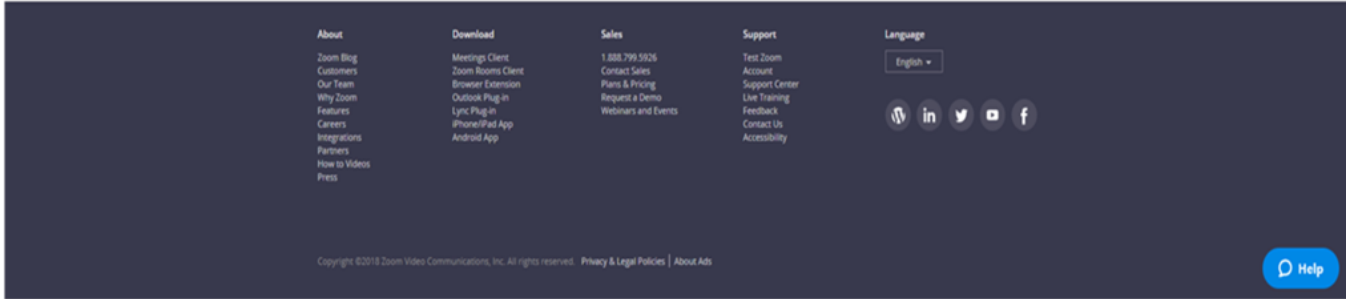 About
Zoom Blog
Customers
Our Team
Why Zoom
Features
Careers
Integrations
Partners
How to Videos
Press
Download
Meetings Client
Zoom Rooms Client
Browser Extension
Outlook Plug-in
Lync Plug-in
iPhone/iPad App
Android App
Sales
1.888.799.5926
Contact Sales
Plans & Pricing
Request a Demo
Webinars and Events
Support
Test Zoom
Account
Support Center
Live Training
Feedback
Contact Us
Accessibility
Language
English
in
f
Copyright ©2018 Zoom Video Communications, Inc. All rights reserved. Privacy & Legal Policies | About Ads
Help